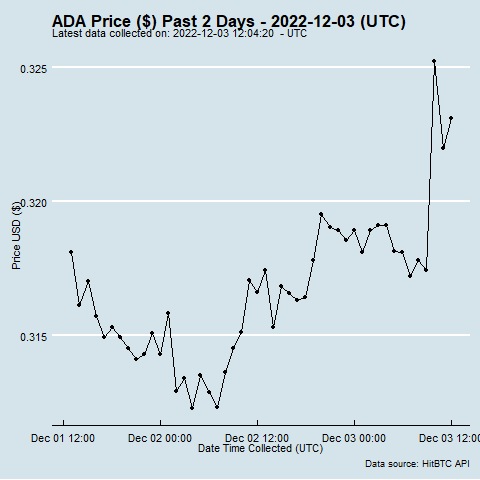 ADA Price ($) Past 2 Days - 2022-12-03 (UTC)
Latest data collected on: 2022-12-03 12:04:20 - UTC
0.325
0.320
Price USD ($)
0.315
Dec 01 12:00 Dec 02 00:00 Dec 02 12:00 Dec 03 00:00 Dec 03 12:00
Date Time Collected (UTC)
Data source: HitBTC API